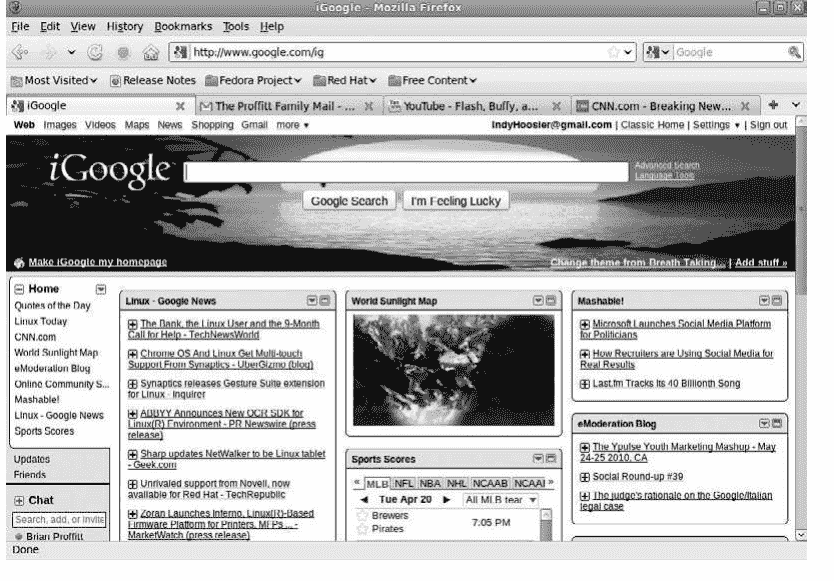 iGoogle - Mozilla Firefox
File Edit View History Bookmarks Tools Help
http://www.google.com/ig
Google
Most Visited Release Notes Fedora Project Red Hat Free Content
iGoogle
The Proffitt Family Mail - ...
YouTube - Flash, Buffy, a...
CNN.com - Breaking New...
Web Images Videos Maps News Shopping Gmail more
IndyHoosier@gmail.com | Classic Home | Settings | Sign out
iGoogle
Advanced Search
Language Tools
Google Search
I'm Feeling Lucky
Make iGoogle my homepage
Change theme from Breath Taking... | Add stuff »
Home
Quotes of the Day
Linux Today
CNN.com
World Sunlight Map
eModeration Blog
Online Community S...
Mashable!
Linux - Google News
Sports Scores
Updates
Friends
Chat
Search, add, or invite
Brian Proffitt
Linux - Google News
The Bank, the Linux User and the 9-Month
Call for Help - TechNewsWorld
Chrome OS And Linux Get Multi-touch
Support From Synaptics - UberGizmo (blog)
Synaptics releases Gesture Suite extension
for Linux - Inquirer
ABBYY Announces New OCR SDK for
Linux(R) Environment - PR Newswire (press
release)
Sharp updates NetWalker to be Linux tablet
- Geek.com
Unrivaled support from Novell, now
available for Red Hat - TechRepublic
Zoran Launches Inferno, Linux(R)-Based
Firmware Platform for Printers, MFPs ... -
MarketWatch (press release)
World Sunlight Map
Sports Scores
« MLB NFL NBA NHL NCAAB NCAAI »
Tue Apr 20
All MLB tear
Brewers
Pirates
7:05 PM
Mashable!
Microsoft Launches Social Media Platform
for Politicians
How Recruiters are Using Social Media for
Real Results
Last.fm Tracks Its 40 Billionth Song
eModeration Blog
The Ypulse Youth Marketing Mashup - May
24-25 2010, CA
Social Round-up #39
The judge's rationale on the Google/Italian
legal case
Done